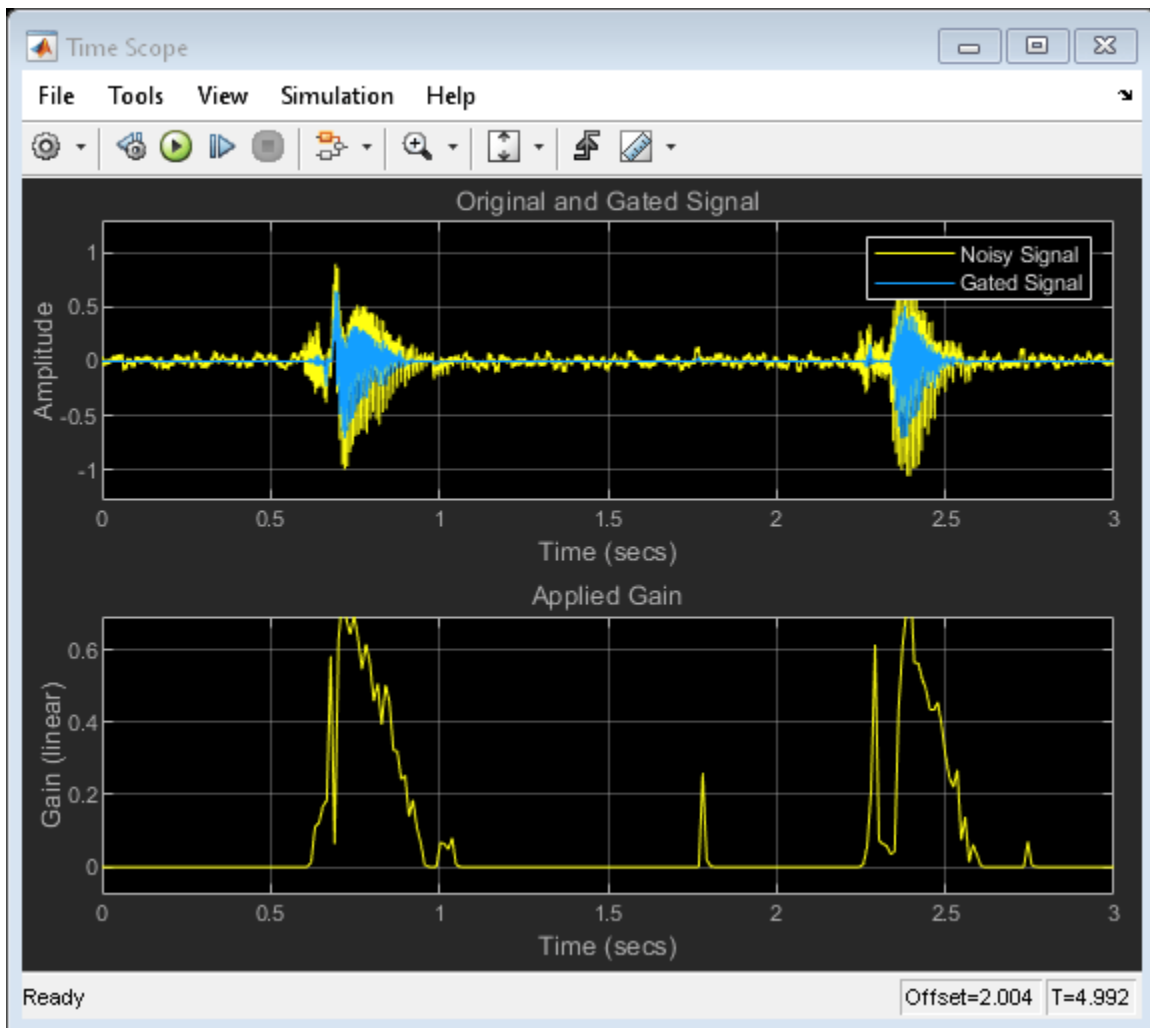 Time Scope
File Tools View Simulation Help
Original and Gated Signal
Noisy Signal
Gated Signal
Amplitude
1
0.5
0
-0.5
-1
0 0.5 1 1.5 2 2.5 3
Time (secs)
Applied Gain
Gain (linear)
0.6
0.4
0.2
0
0 0.5 1 1.5 2 2.5 3
Time (secs)
Ready Offset=2.004 T=4.992